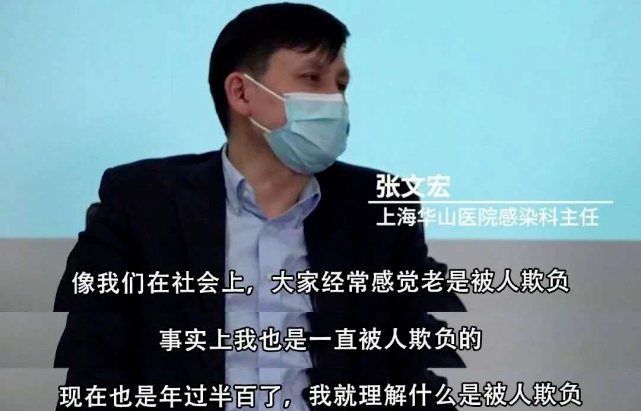 张文宏
上海华山医院感染科主任
像我们在社会上，大家经常感觉老是被人欺负
事实上我也是一直被人欺负的
现在也是年过半百了，我就理解什么是被人欺负